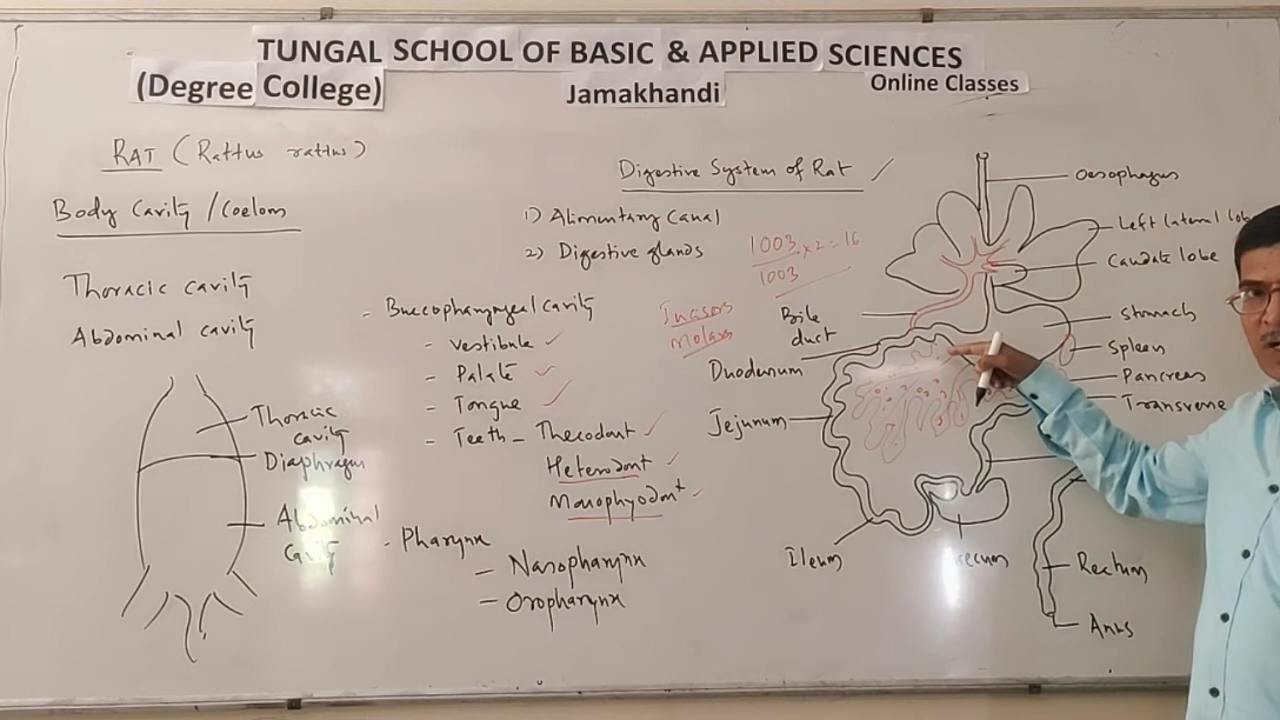 TUNGAL SCHOOL OF BASIC & APPLIED SCIENCES
(Degree College)
Jamakhandi
Online Classes
RAT (Rattus rattus)
Body Cavity / Coelom
Thoracic cavity
Abdominal cavity
Thoracic
cavity
Diaphragm
Abdominal
Cavity
Digestive System of Rat
1) Alimentary Canal
2) Digestive glands
1003 × 2 = 16
1003
- Buccopharyngeal cavity
- Vestibule
- Palate
- Tongue
- Teeth - Thecodont
Heterodont
Monophyodont
Incisors
Molars
- Pharynx
- Nasopharynx
- Oropharynx
Oesophagus
Left lateral lobe
Caudate lobe
Bile
duct
Stomach
Spleen
Duodenum
Pancreas
Transverse
Jejunum
Ileum
Rectum
Anus